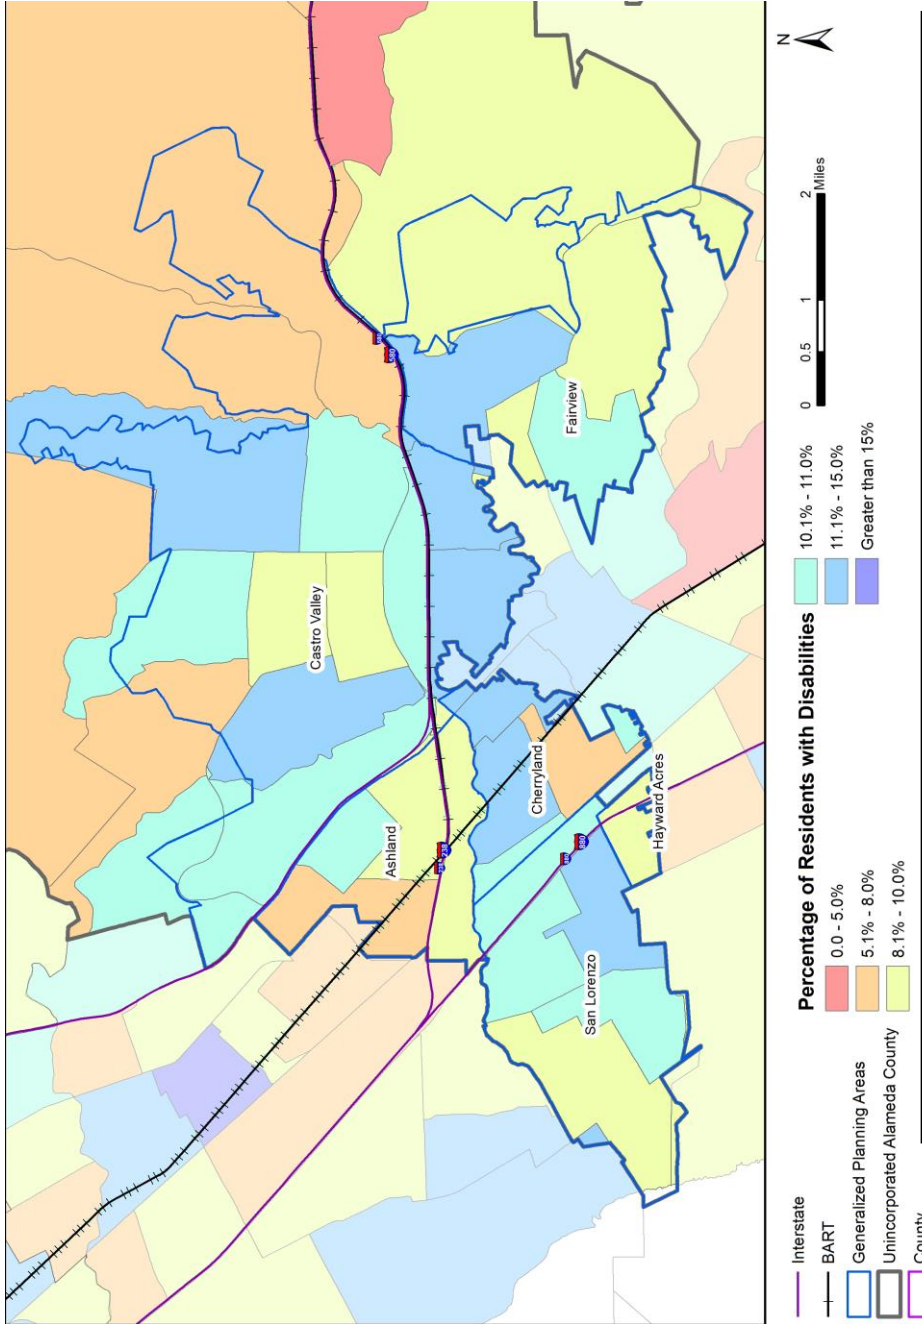 Castro Valley
Ashland
Cherryland
Fairview
Hayward Acres
San Lorenzo
N
0 0.5 1 2
Miles
Interstate
BART
Generalized Planning Areas
Unincorporated Alameda County
County
Percentage of Residents with Disabilities
0.0 - 5.0%
5.1% - 8.0%
8.1% - 10.0%
10.1% - 11.0%
11.1% - 15.0%
Greater than 15%